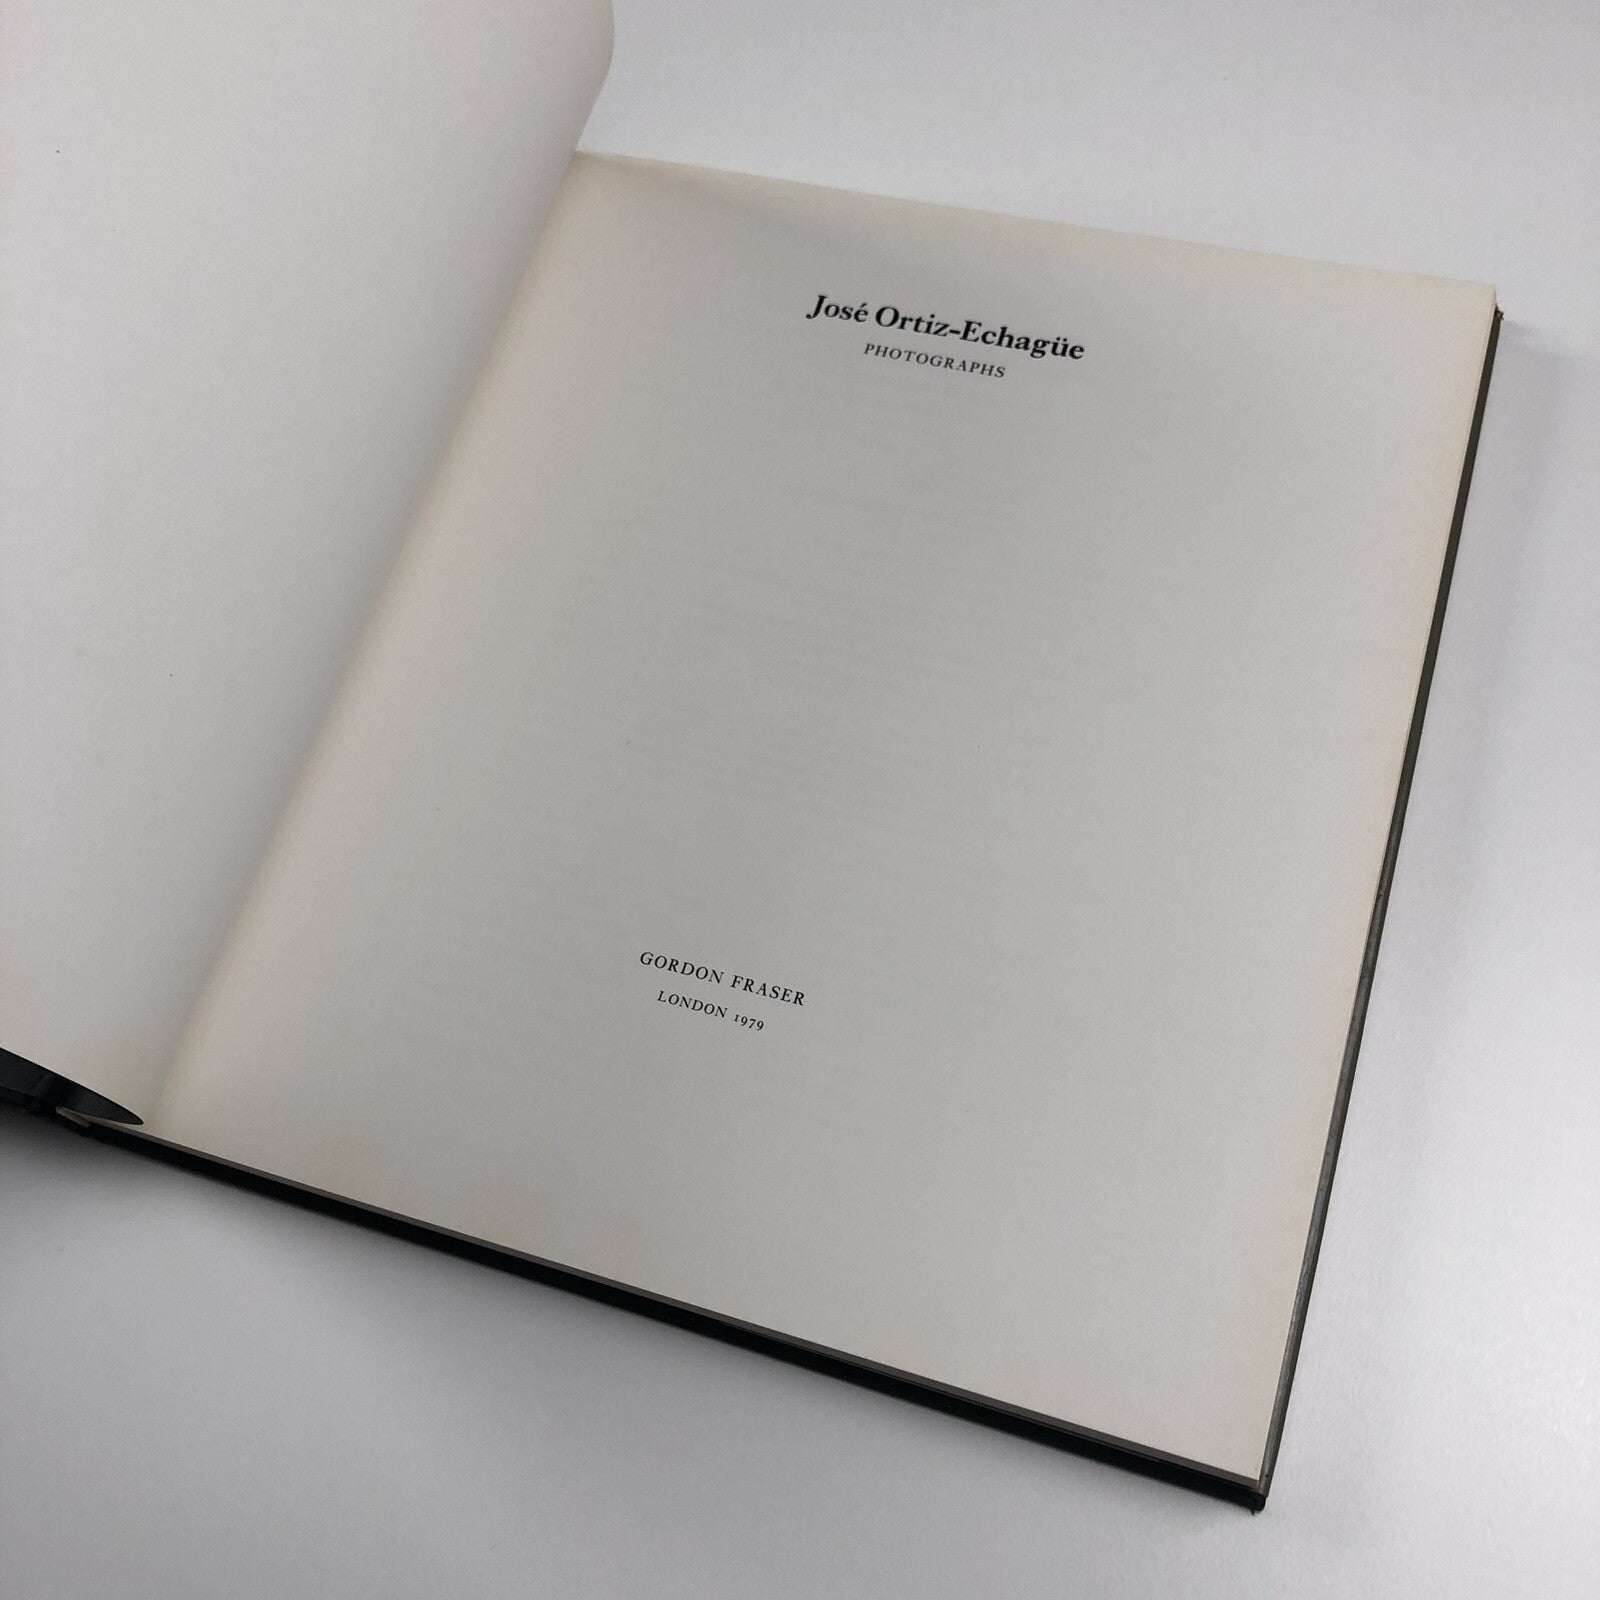 José Ortiz-Echagüe
PHOTOGRAPHS
GORDON FRASER
LONDON 1979